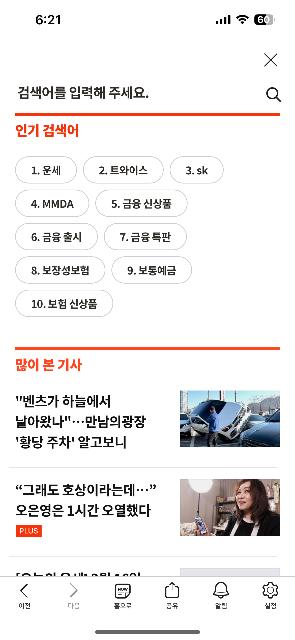 6:21
60
검색어를 입력해 주세요.
인기 검색어
1. 운세
2. 트와이스
3. sk
4. MMDA
5. 금융 신상품
6. 금융 출시
7. 금융 특판
8. 보장성보험
9. 보통예금
10. 보험 신상품
많이 본 기사
"벤츠가 하늘에서
날아왔나"…만남의광장
'황당 주차' 알고보니
“그래도 호상이라는데…”
오은영은 1시간 오열했다
PLUS
이전
다음
홈으로
공유
알림
설정